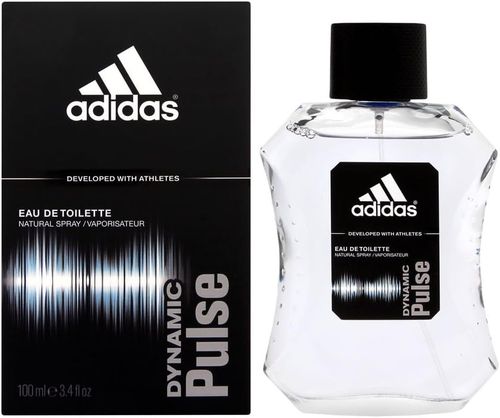 adidas
DEVELOPED WITH ATHLETES
EAU DE TOILETTE
NATURAL SPRAY / VAPORISATEUR
DYNAMIC
Pulse
100 ml e 3.4 fl oz
adidas
DEVELOPED WITH ATHLETES
EAU DE TOILETTE
NATURAL SPRAY / VAPORISATEUR
DYNAMIC
Pulse